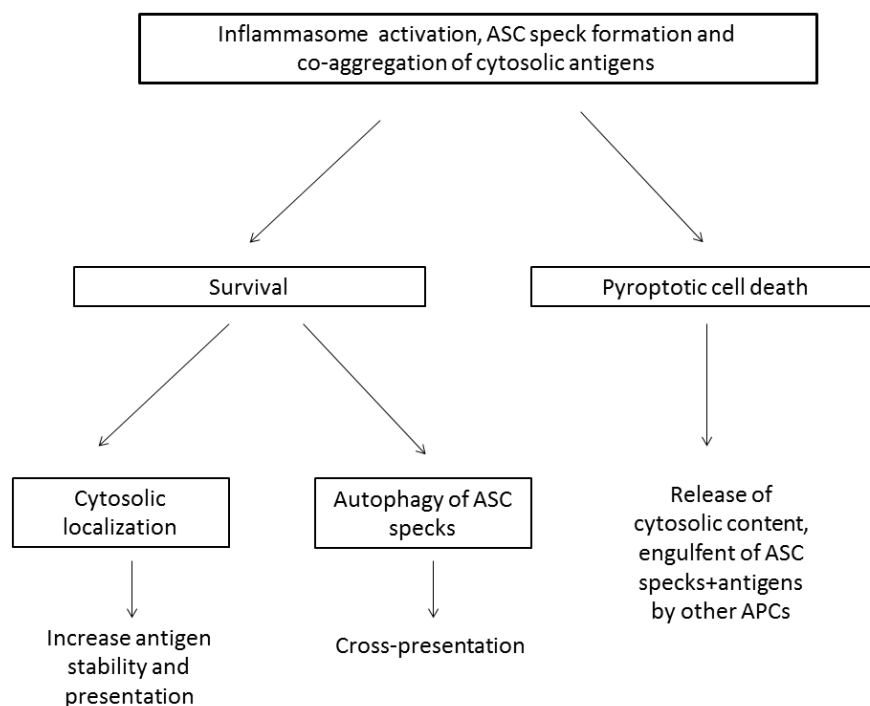 Inflammasome activation, ASC speck formation and
co-aggregation of cytosolic antigens
Survival
Pyroptotic cell death
Cytosolic
localization
Autophagy of ASC
specks
Release of
cytosolic content,
engulfent of ASC
specks+antigens
by other APCs
Increase antigen
stability and
presentation
Cross-presentation